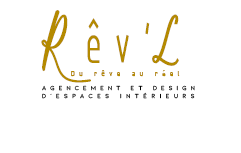 Rêv'L
Du rêve au réel
AGENCEMENT ET DESIGN
D'ESPACES INTÉRIEURS